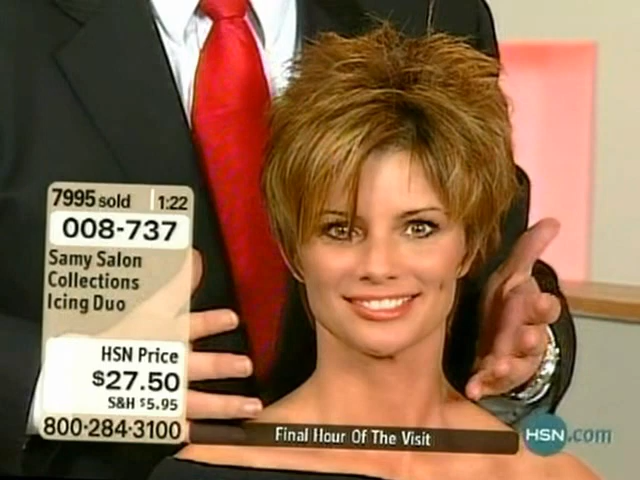 7995 sold 1:22
008-737
Samy Salon
Collections
Icing Duo
HSN Price
$27.50
S&H $5.95
800-284-3100
Final Hour Of The Visit
HSN.com